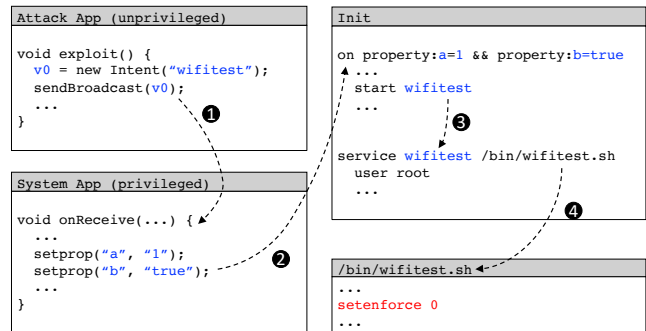 Attack App (unprivileged)
void exploit() {
v0 = new Intent(“wifitest”);
sendBroadcast(v0);
...
}
1
System App (privileged)
void onReceive(...) {
...
setprop(“a”, “1”);
setprop(“b”, “true”);
...
}
2
Init
on property:a=1 && property:b=true
...
start wifitest
...
3
service wifitest /bin/wifitest.sh
user root
...
4
/bin/wifitest.sh
...
setenforce 0
...